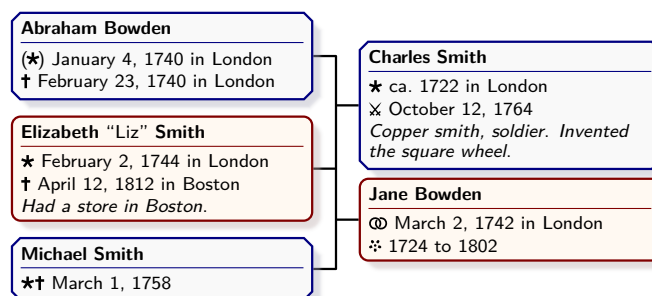 Abraham Bowden
(★) January 4, 1740 in London
✝ February 23, 1740 in London
Elizabeth “Liz” Smith
★ February 2, 1744 in London
✝ April 12, 1812 in Boston
Had a store in Boston.
Michael Smith
★✝ March 1, 1758
Charles Smith
★ ca. 1722 in London
⚔ October 12, 1764
Copper smith, soldier. Invented
the square wheel.
Jane Bowden
⚭ March 2, 1742 in London
⁘ 1724 to 1802